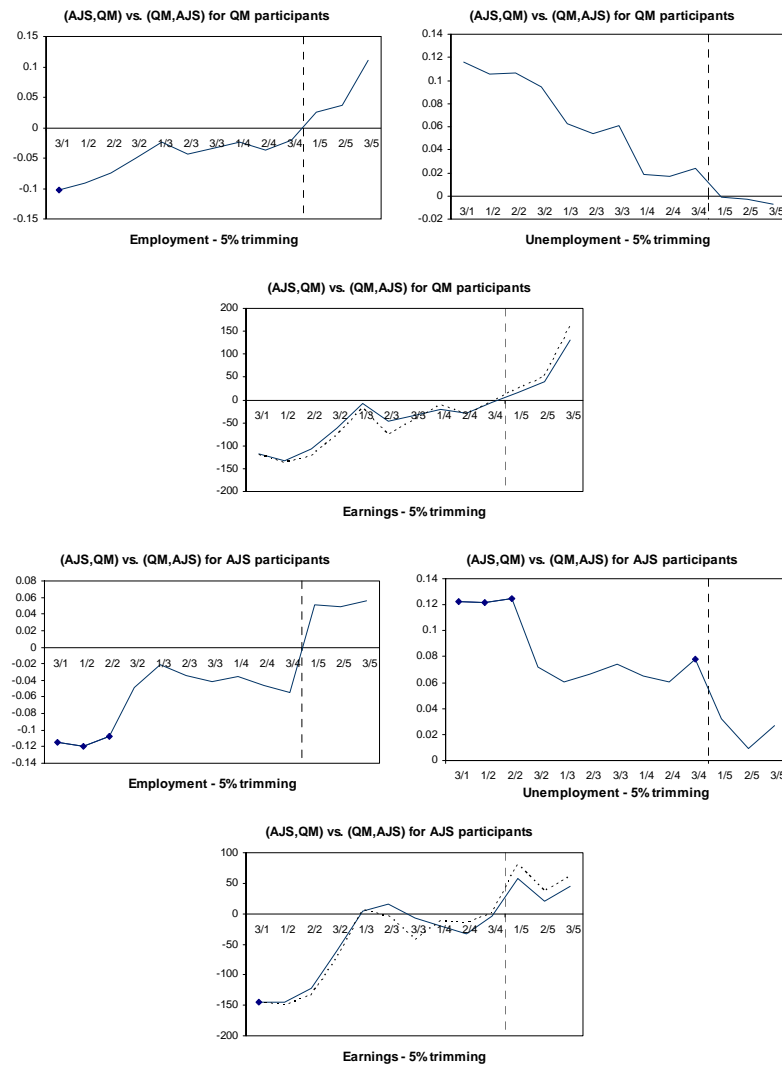 (AJS,QM) vs. (QM,AJS) for QM participants
0.15
0.1
0.05
0
-0.05
-0.1
-0.15
3/1 1/2 2/2 3/2 1/3 2/3 3/3 1/4 2/4 3/4 1/5 2/5 3/5
Employment - 5% trimming
(AJS,QM) vs. (QM,AJS) for QM participants
0.14
0.12
0.1
0.08
0.06
0.04
0.02
0
-0.02
3/1 1/2 2/2 3/2 1/3 2/3 3/3 1/4 2/4 3/4 1/5 2/5 3/5
Unemployment - 5% trimming
(AJS,QM) vs. (QM,AJS) for QM participants
200
150
100
50
0
-50
-100
-150
-200
3/1 1/2 2/2 3/2 1/3 2/3 3/3 1/4 2/4 3/4 1/5 2/5 3/5
Earnings - 5% trimming
(AJS,QM) vs. (QM,AJS) for AJS participants
0.08
0.06
0.04
0.02
0
-0.02
-0.04
-0.06
-0.08
-0.1
-0.12
-0.14
3/1 1/2 2/2 3/2 1/3 2/3 3/3 1/4 2/4 3/4 1/5 2/5 3/5
Employment - 5% trimming
(AJS,QM) vs. (QM,AJS) for AJS participants
0.14
0.12
0.1
0.08
0.06
0.04
0.02
0
3/1 1/2 2/2 3/2 1/3 2/3 3/3 1/4 2/4 3/4 1/5 2/5 3/5
Unemployment - 5% trimming
(AJS,QM) vs. (QM,AJS) for AJS participants
100
50
0
-50
-100
-150
-200
3/1 1/2 2/2 3/2 1/3 2/3 3/3 1/4 2/4 3/4 1/5 2/5 3/5
Earnings - 5% trimming